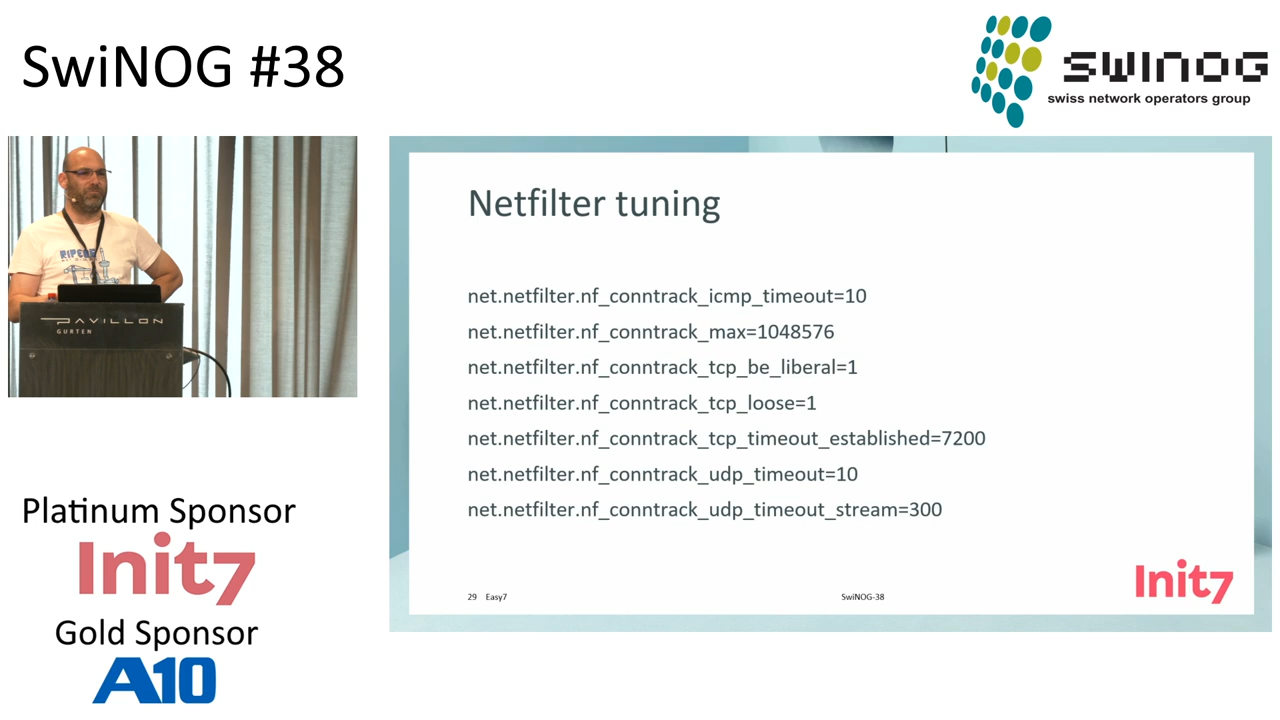 SwiNOG #38
swinog
swiss network operators group
RIPE
PAVILLON
GURTEN
Netfilter tuning
net.netfilter.nf_conntrack_icmp_timeout=10
net.netfilter.nf_conntrack_max=1048576
net.netfilter.nf_conntrack_tcp_be_liberal=1
net.netfilter.nf_conntrack_tcp_loose=1
net.netfilter.nf_conntrack_tcp_timeout_established=7200
net.netfilter.nf_conntrack_udp_timeout=10
net.netfilter.nf_conntrack_udp_timeout_stream=300
29 Easy7
SwiNOG-38
Init7
Platinum Sponsor
Init7
Gold Sponsor
A10